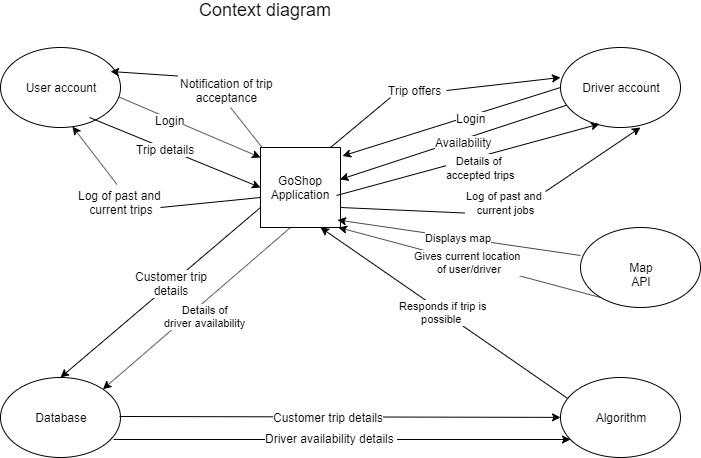 Context diagram
User account
Notification of trip
acceptance
Trip offers
Driver account
Login
Login
Trip details
Availability
Details of
accepted trips
GoShop
Application
Log of past and
current trips
Log of past and
current jobs
Displays map
Gives current location
of user/driver
Map
API
Customer trip
details
Details of
driver availability
Responds if trip is
possible
Database
Customer trip details
Algorithm
Driver availability details